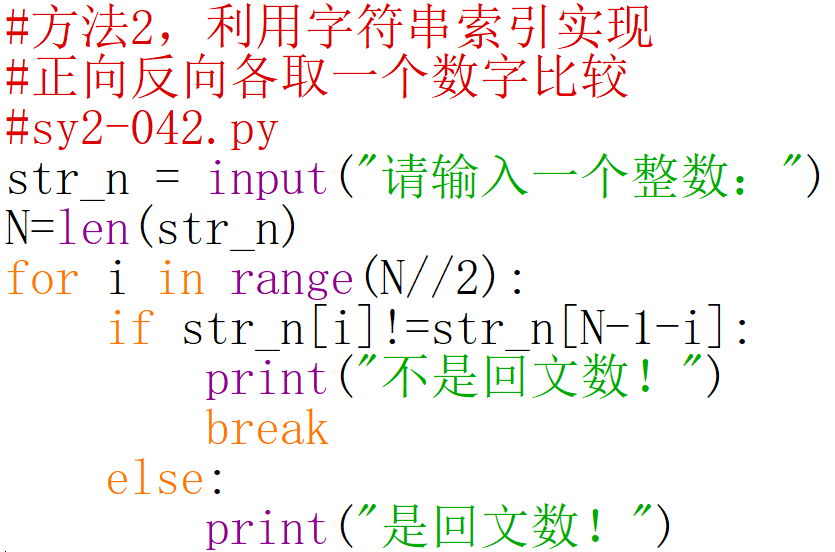 #方法2，利用字符串索引实现
#正向反向各取一个数字比较
#sy2-042.py
str_n = input("请输入一个整数：")
N=len(str_n)
for i in range(N//2):
    if str_n[i]!=str_n[N-1-i]:
        print("不是回文数！")
        break
    else:
        print("是回文数！")